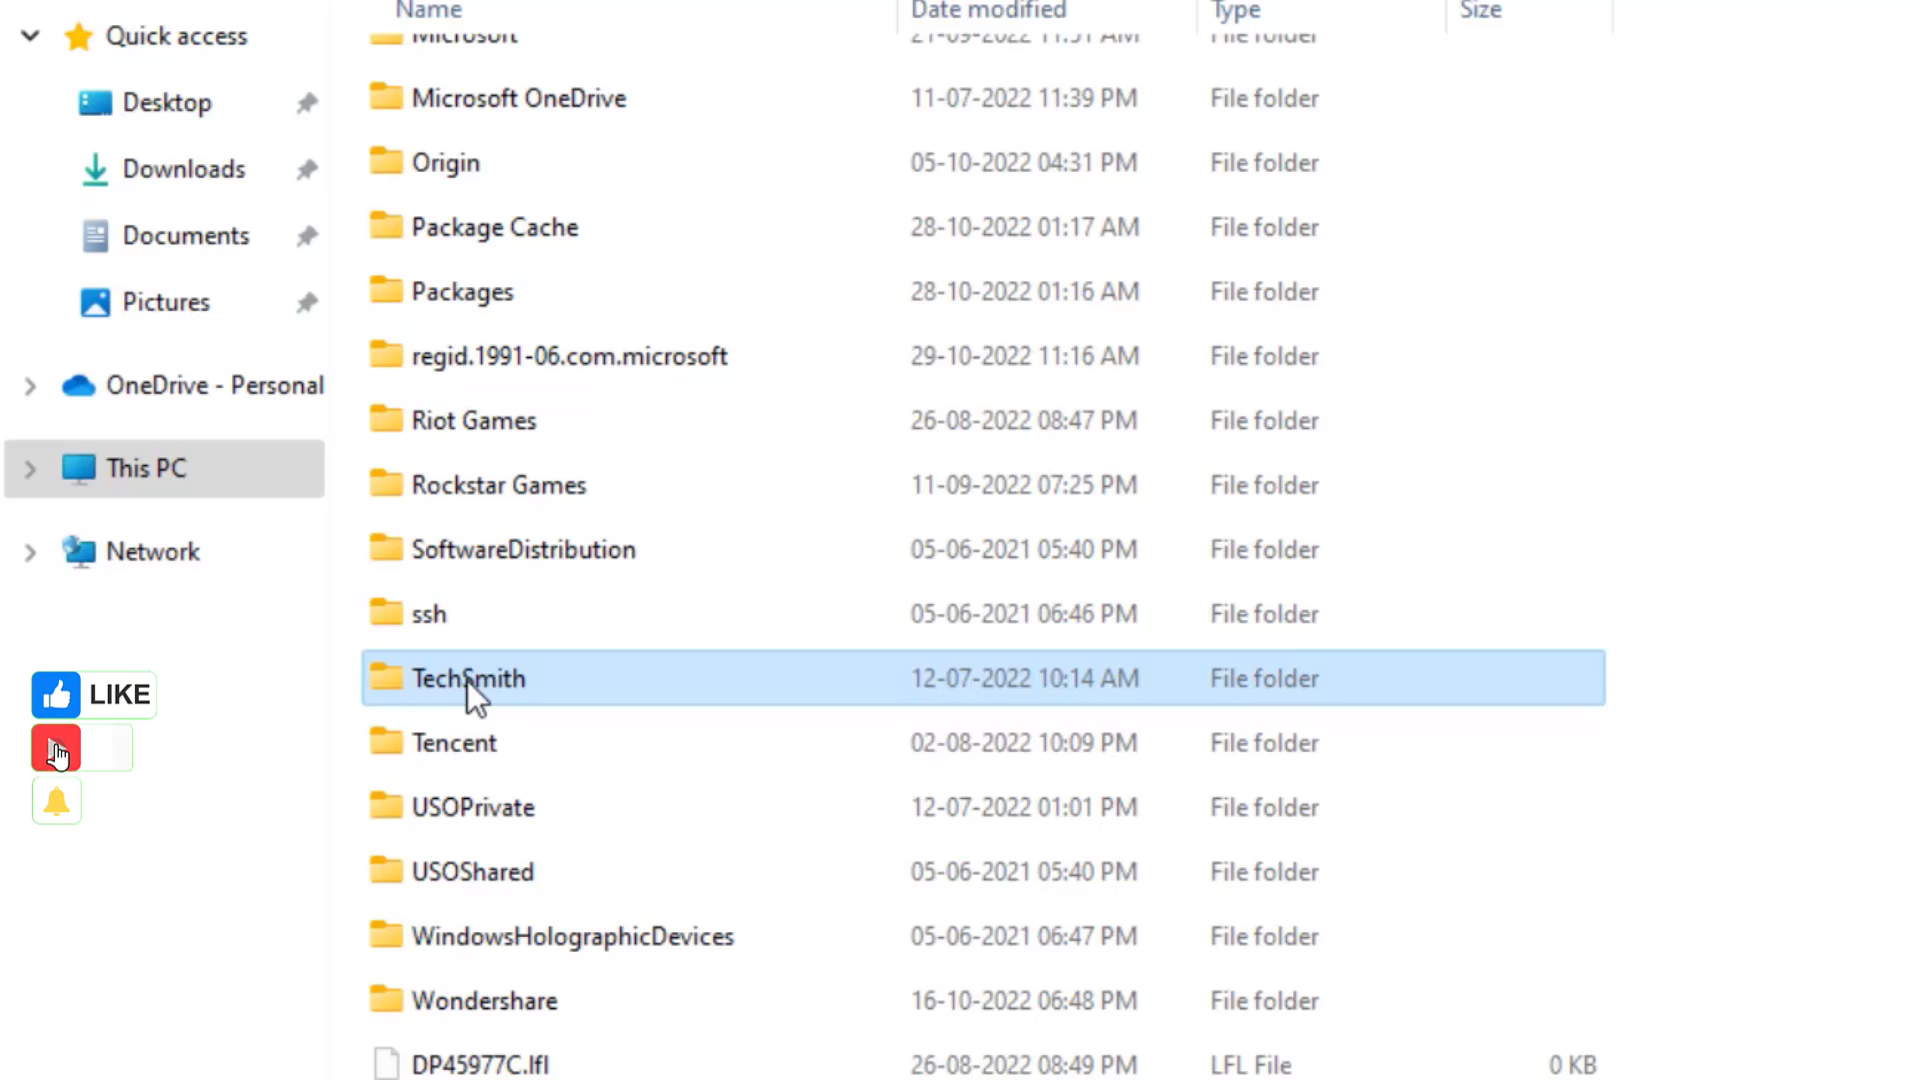 Name Date modified Type Size
Quick access
Desktop
Downloads
Documents
Pictures
OneDrive - Personal
This PC
Network
Microsoft 21-09-2022 11:51 AM File folder
Microsoft OneDrive 11-07-2022 11:39 PM File folder
Origin 05-10-2022 04:31 PM File folder
Package Cache 28-10-2022 01:17 AM File folder
Packages 28-10-2022 01:16 AM File folder
regid.1991-06.com.microsoft 29-10-2022 11:16 AM File folder
Riot Games 26-08-2022 08:47 PM File folder
Rockstar Games 11-09-2022 07:25 PM File folder
SoftwareDistribution 05-06-2021 05:40 PM File folder
ssh 05-06-2021 06:46 PM File folder
TechSmith 12-07-2022 10:14 AM File folder
Tencent 02-08-2022 10:09 PM File folder
USOPrivate 12-07-2022 01:01 PM File folder
USOShared 05-06-2021 05:40 PM File folder
WindowsHolographicDevices 05-06-2021 06:47 PM File folder
Wondershare 16-10-2022 06:48 PM File folder
DP45977C.lfl 26-08-2022 08:49 PM LFL File 0 KB
LIKE